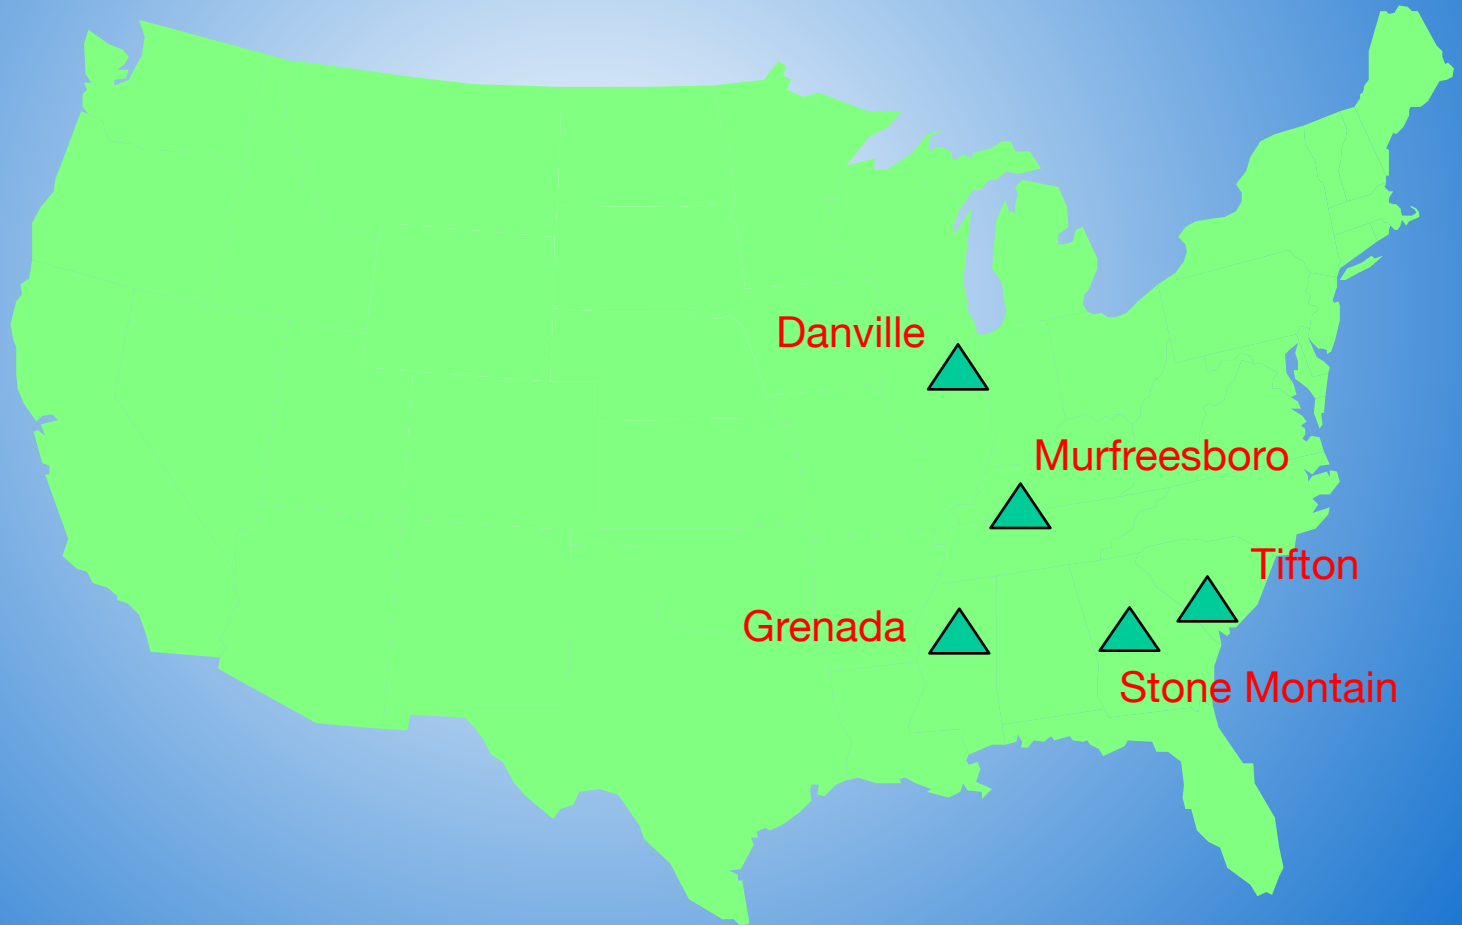 Danville
Murfreesboro
Tifton
Grenada
Stone Montain